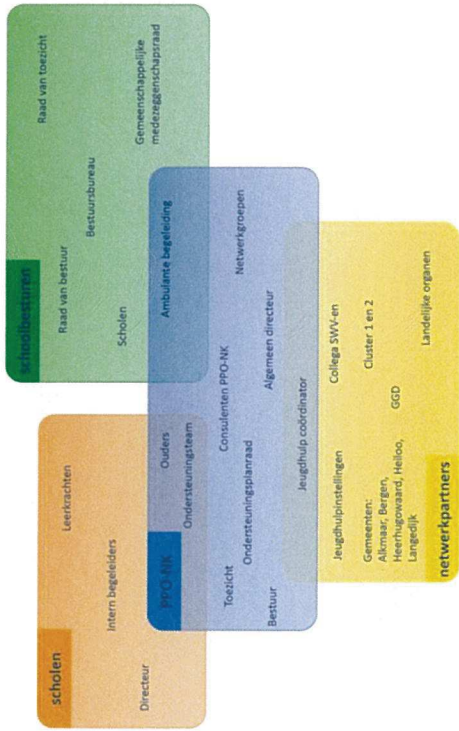 scholen
Directeur
Intern begeleiders
Leerkrachten
schoolbesturen
Raad van bestuur
Scholen
Bestuursbureau
Raad van toezicht
Gemeenschappelijke
medezeggenschapsraad
PPO-NK
Ouders
Ondersteuningsteam
Ambulante begeleiding
Toezicht
Ondersteuningsplanraad
Consulenten PPO-NK
Netwerkgroepen
Bestuur
Algemeen directeur
Jeugdhulp coördinator
Jeugdhulpinstellingen
Collega SWV-en
Gemeenten:
Alkmaar, Bergen,
Heerhugowaard, Heiloo,
Langedijk
Cluster 1 en 2
GGD
Landelijke organen
netwerkpartners